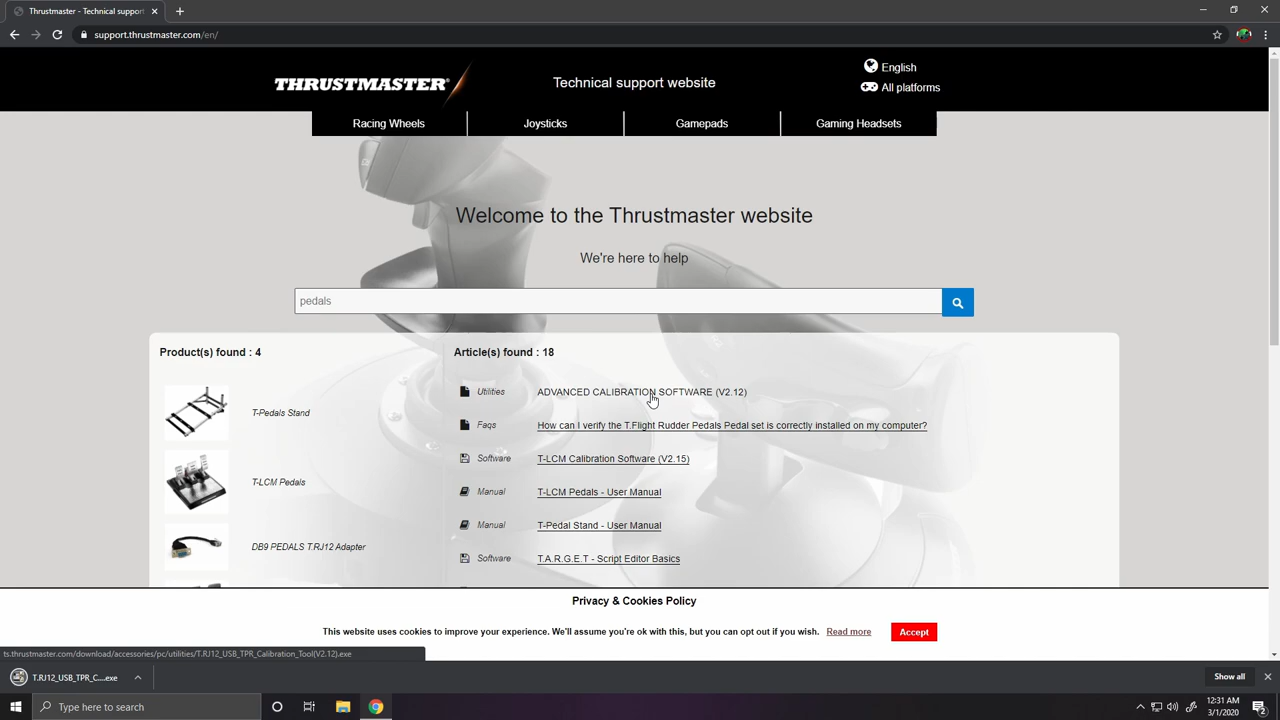 Thrustmaster - Technical support
support.thrustmaster.com/en/
THRUSTMASTER
Technical support website
English
All platforms
Racing Wheels
Joysticks
Gamepads
Gaming Headsets
Welcome to the Thrustmaster website
We're here to help
pedals
Product(s) found : 4
T-Pedals Stand
T-LCM Pedals
DB9 PEDALS T.RJ12 Adapter
Article(s) found : 18
Utilities ADVANCED CALIBRATION SOFTWARE (V2.12)
Faqs How can I verify the T.Flight Rudder Pedals Pedal set is correctly installed on my computer?
Software T-LCM Calibration Software (V2.15)
Manual T-LCM Pedals - User Manual
Manual T-Pedal Stand - User Manual
Software T.A.R.G.E.T - Script Editor Basics
Privacy & Cookies Policy
This website uses cookies to improve your experience. We'll assume you're ok with this, but you can opt out if you wish. Read more Accept
ts.thrustmaster.com/download/accessories/pc/utilities/T.RJ12_USB_TPR_Calibration_Tool(V2.12).exe
T.RJ12_USB_TPR_C....exe
Show all
Type here to search
12:31 AM
3/1/2020
2